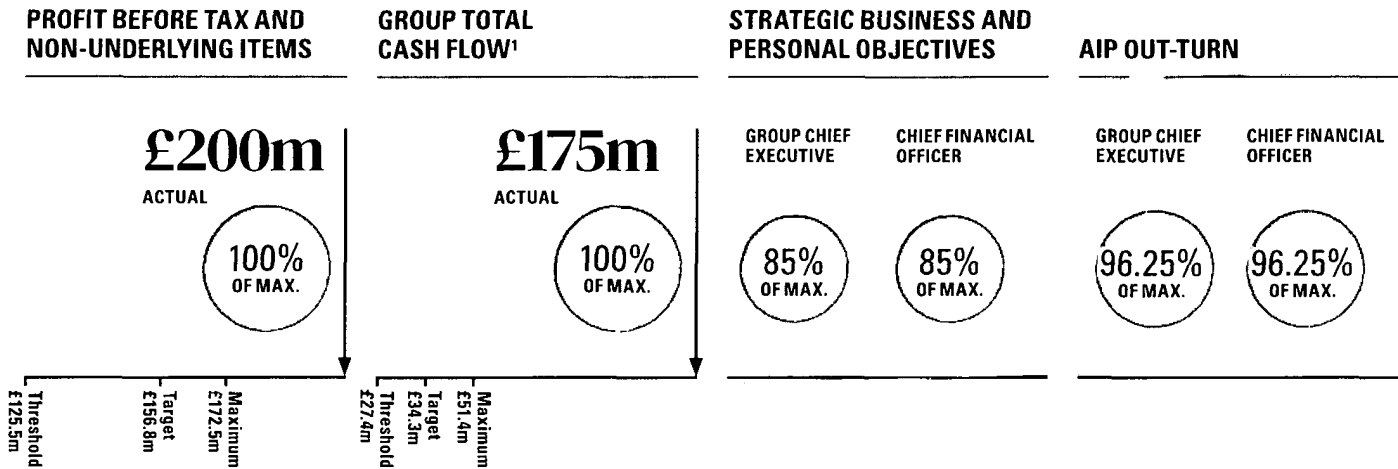 PROFIT BEFORE TAX AND
NON-UNDERLYING ITEMS
£200m
ACTUAL
100%
OF MAX.
Threshold
£125.5m
Target
£156.8m
Maximum
£172.5m
GROUP TOTAL
CASH FLOW¹
£175m
ACTUAL
100%
OF MAX.
Threshold
£27.4m
Target
£34.3m
Maximum
£51.4m
STRATEGIC BUSINESS AND
PERSONAL OBJECTIVES
GROUP CHIEF
EXECUTIVE
85%
OF MAX.
CHIEF FINANCIAL
OFFICER
85%
OF MAX.
AIP OUT-TURN
GROUP CHIEF
EXECUTIVE
96.25%
OF MAX.
CHIEF FINANCIAL
OFFICER
96.25%
OF MAX.